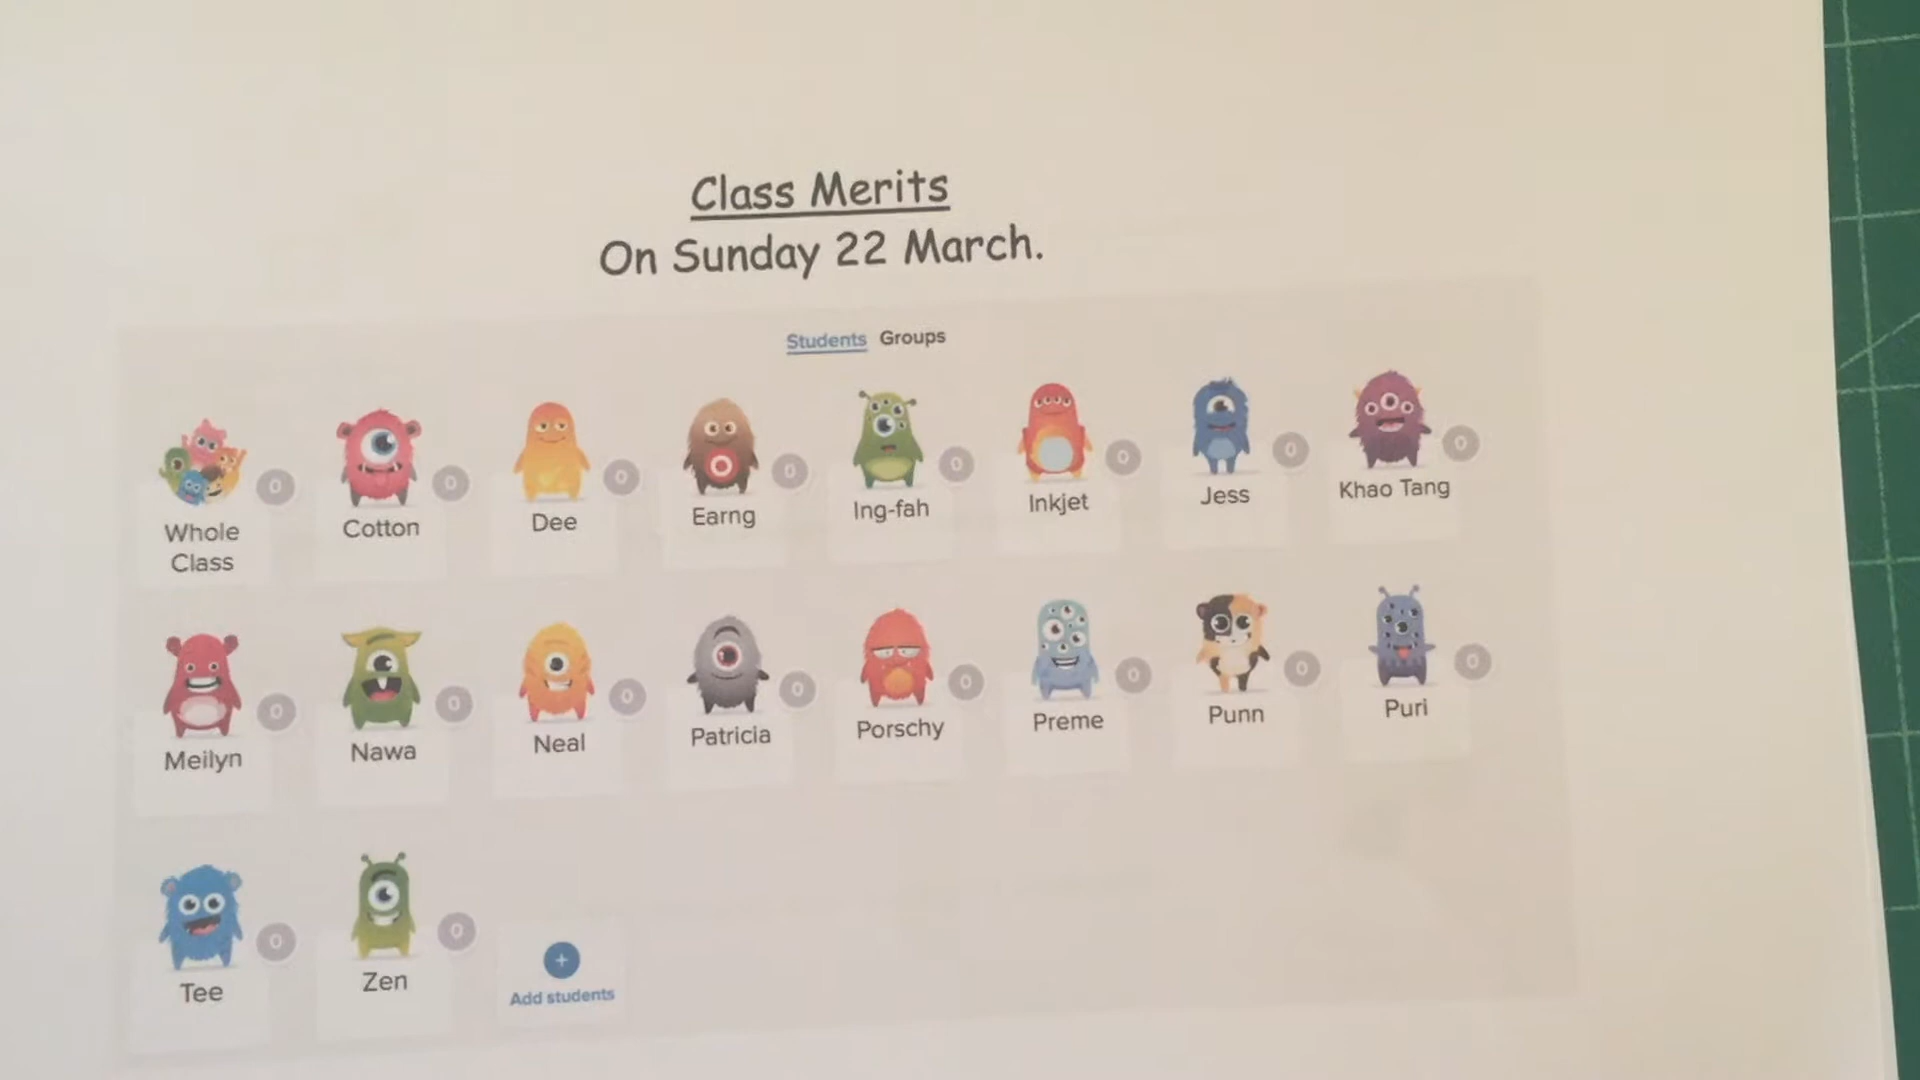 Class Merits
On Sunday 22 March.
Students Groups
0 0 0 0 0 0 0 0
Whole Class Cotton Dee Earng Ing-fah Inkjet Jess Khao Tang
0 0 0 0 0 0 0 0
Meilyn Nawa Neal Patricia Porschy Preme Punn Puri
0 0
Tee Zen
+
Add students